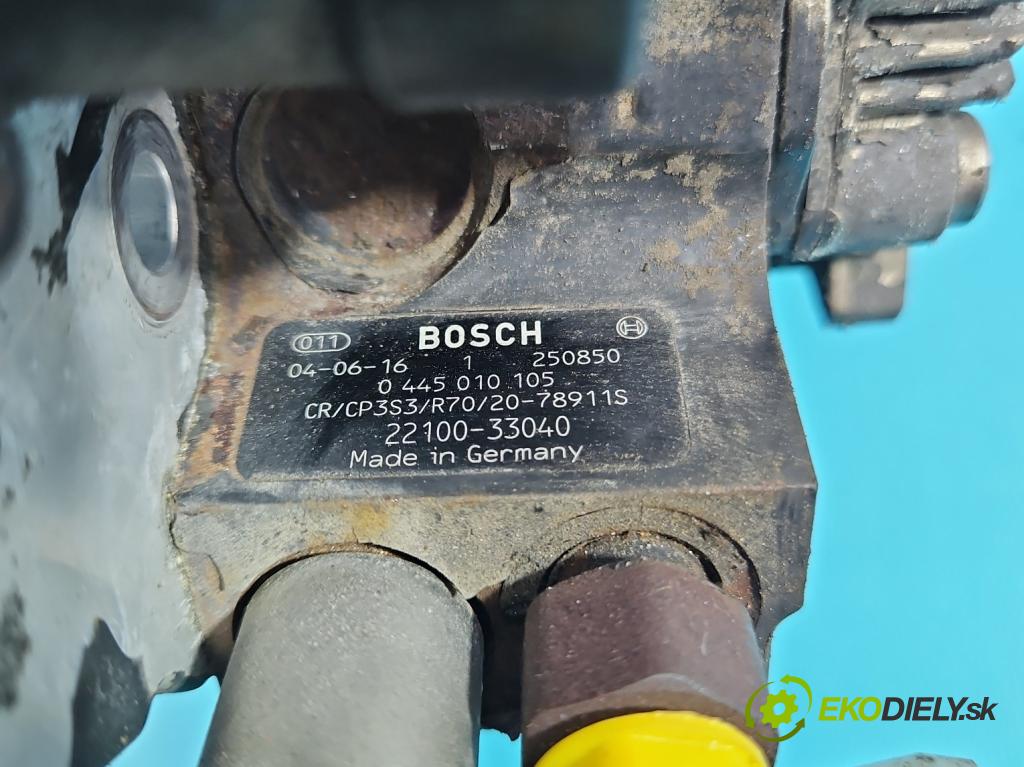 011 BOSCH
04-06-16 1 250850
0 445 010 105
CR/CP3S3/R70/20-78911S
22100-33040
Made in Germany
EKODIELY.sk